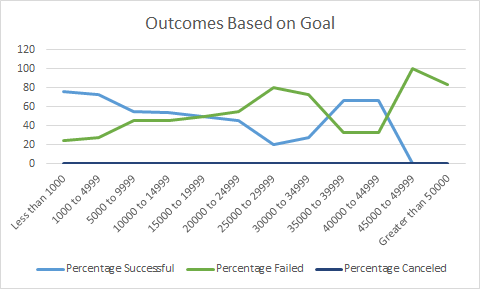 Outcomes Based on Goal
120
100
80
60
40
20
0
Less than 1000
1000 to 4999
5000 to 9999
10000 to 14999
15000 to 19999
20000 to 24999
25000 to 29999
30000 to 34999
35000 to 39999
40000 to 44999
45000 to 49999
Greater than 50000
Percentage Successful Percentage Failed Percentage Canceled